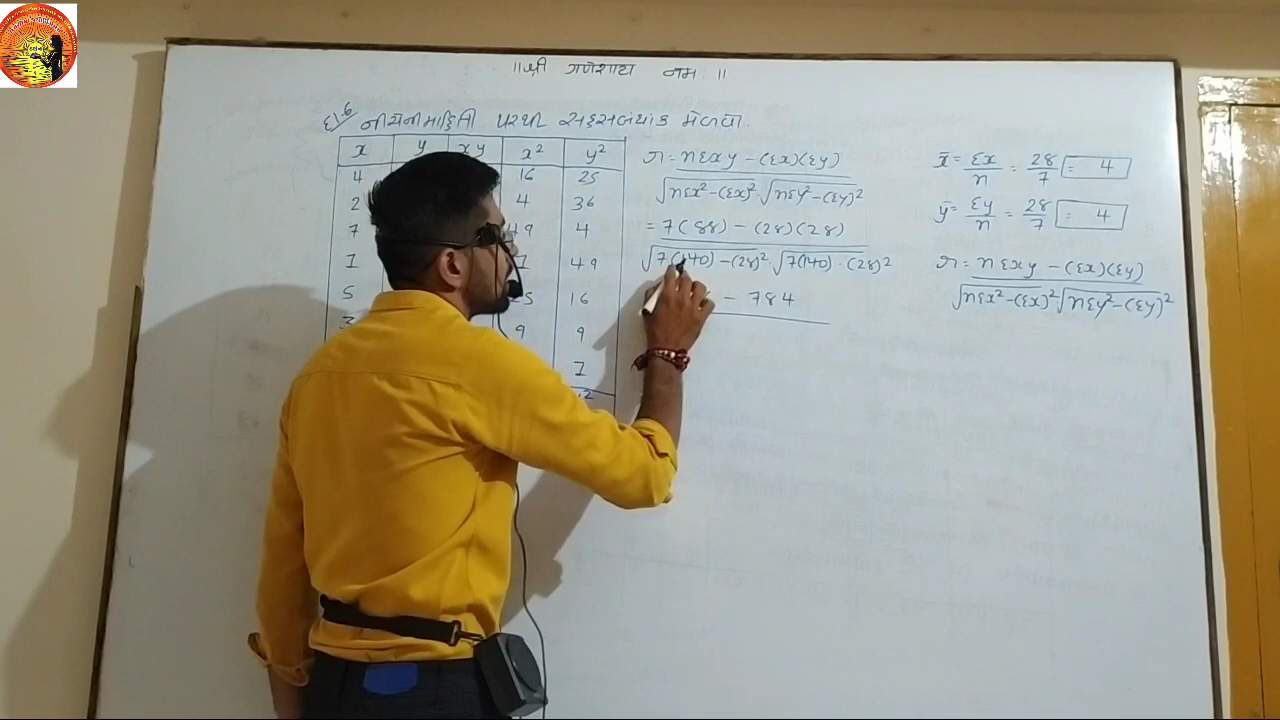 ॥ श्री गणेशाय नमः ॥
નીચેની માહિતી પરથી સહસંબંધાંક મેળવો.
x y xy x² y²
4 16 25
2 4 36
7 49 4
1 1 49
5 16
9 9
1
r = nΣxy - (Σx)(Σy)
√nΣx²-(Σx)² · √nΣy²-(Σy)²
= 7(88) - (28)(28)
√7(140) - (28)² · √7(140) - (28)²
- 784
x̄ = Σx/n = 28/7 = 4
ȳ = Σy/n = 28/7 = 4
r = nΣxy - (Σx)(Σy)
√nΣx²-(Σx)² · √nΣy²-(Σy)²